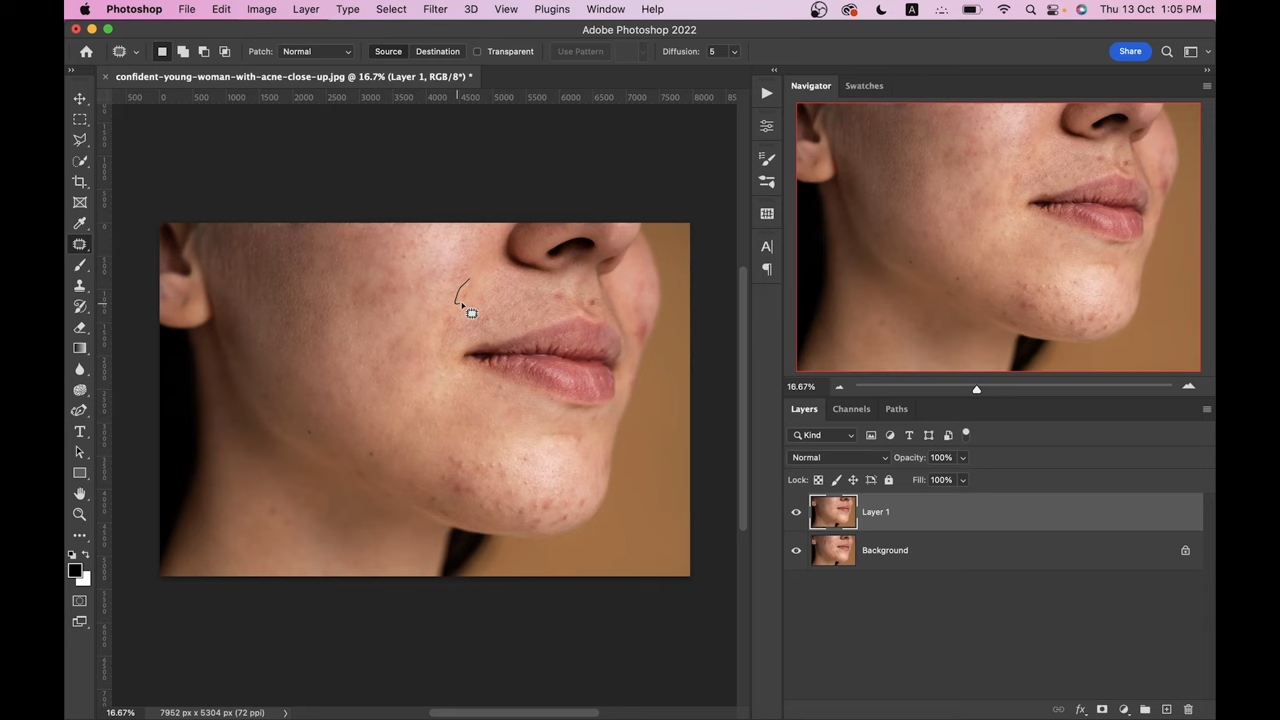 Photoshop File Edit Image Layer Type Select Filter 3D View Plugins Window Help A Thu 13 Oct 1:05 PM
Adobe Photoshop 2022
Patch: Normal Source Destination Transparent Use Pattern Diffusion: 5 Share
confident-young-woman-with-acne-close-up.jpg @ 16.7% (Layer 1, RGB/8*) *
500 0 500 1000 1500 2000 2500 3000 3500 4000 4500 5000 5500 6000 6500 7000 7500 8000 85
Navigator Swatches
16.67%
Layers Channels Paths
Kind
Normal Opacity: 100%
Lock: Fill: 100%
Layer 1
Background
16.67% 7952 px x 5304 px (72 ppi)